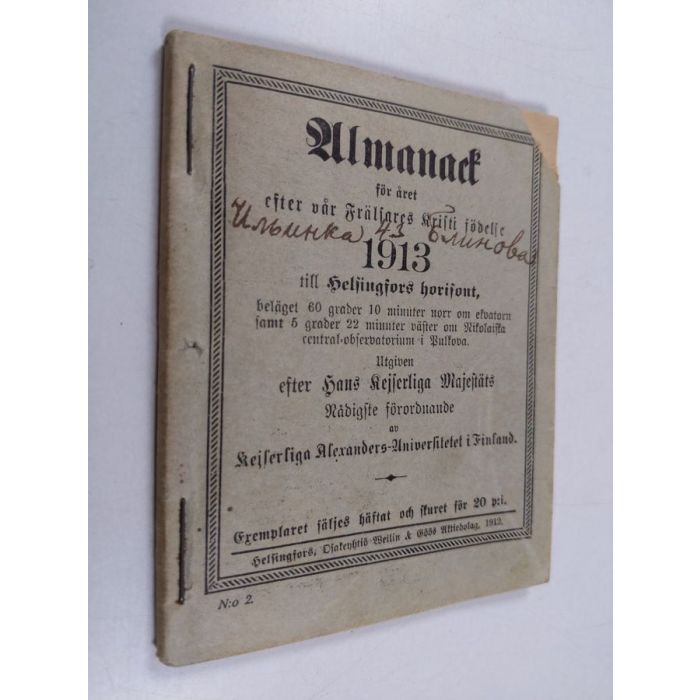 Almanack
för året
efter vår Frälsares Kristi födelse
Ильинка 43 Блинова
1913
till Helsingfors horisont,
beläget 60 grader 10 minuter norr om ekvatorn
samt 5 grader 22 minuter väster om Nikolaiska
central-observatorium i Pulkova.
Utgiven
efter Hans Kejserliga Majestäts
Nådigste förordnande
av
Kejserliga Alexanders-Universitetet i Finland.
Exemplaret säljes häftat och skuret för 20 p:i.
Helsingfors, Osakeyhtiö Weilin & Göös Aktiebolag, 1912.
N:o 2.